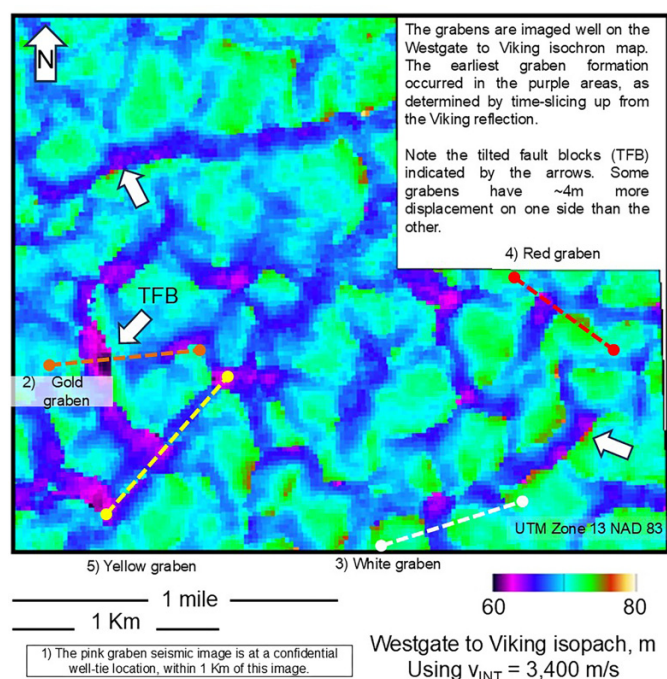 N
The grabens are imaged well on the
Westgate to Viking isochron map.
The earliest graben formation
occurred in the purple areas, as
determined by time-slicing up from
the Viking reflection.
Note the tilted fault blocks (TFB)
indicated by the arrows. Some
grabens have ~4m more
displacement on one side than the
other.
4) Red graben
TFB
2) Gold
graben
UTM Zone 13 NAD 83
5) Yellow graben
3) White graben
1 mile
1 Km
60
80
1) The pink graben seismic image is at a confidential
well-tie location, within 1 Km of this image.
Westgate to Viking isopach, m
Using vINT = 3,400 m/s